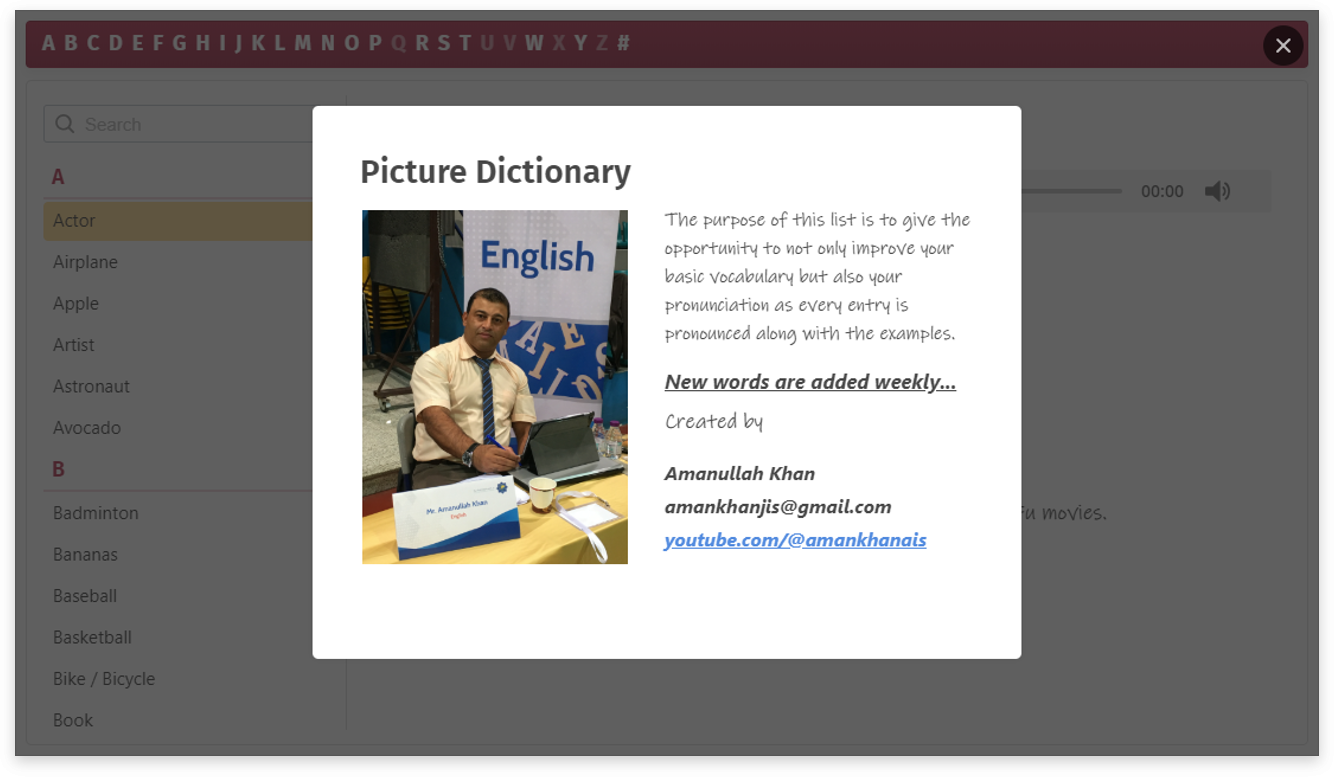 A B C D E F G H I J K L M N O P Q R S T U V W X Y Z #
Search
A
Actor
Airplane
Apple
Artist
Astronaut
Avocado
B
Badminton
Bananas
Baseball
Basketball
Bike / Bicycle
Book
00:00
Picture Dictionary
English
Mr. Amanullah Khan
English
The purpose of this list is to give the
opportunity to not only improve your
basic vocabulary but also your
pronunciation as every entry is
pronounced along with the examples.
New words are added weekly...
Created by
Amanullah Khan
amankhanjis@gmail.com
youtube.com/@amankhanais
movies.